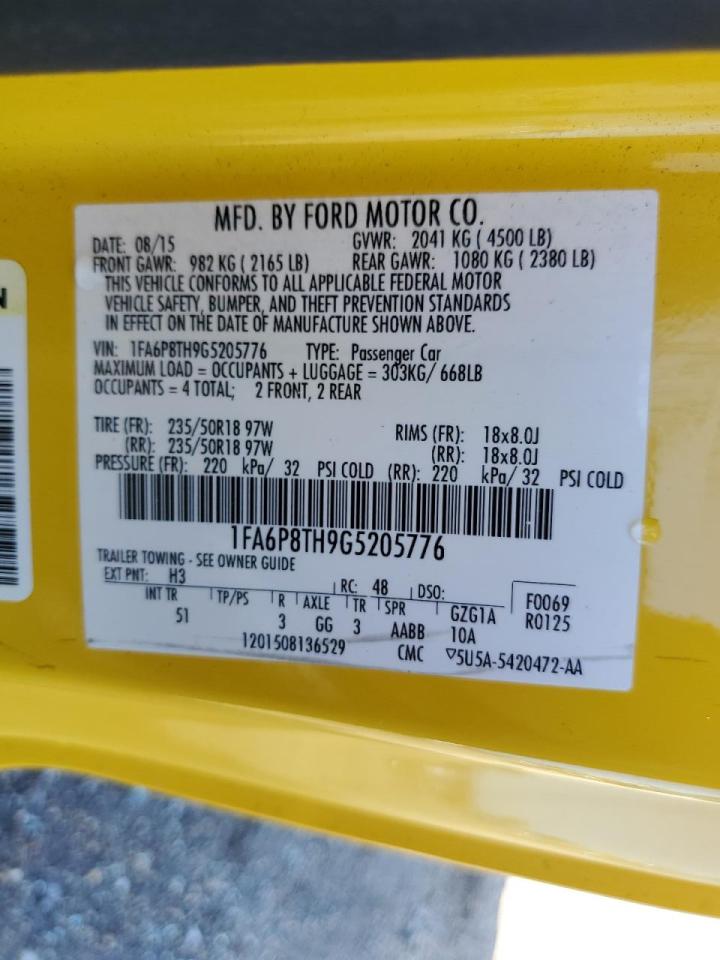 MFD. BY FORD MOTOR CO.
DATE: 08/15 GVWR: 2041 KG ( 4500 LB)
FRONT GAWR: 982 KG ( 2165 LB) REAR GAWR: 1080 KG ( 2380 LB)
THIS VEHICLE CONFORMS TO ALL APPLICABLE FEDERAL MOTOR
VEHICLE SAFETY, BUMPER, AND THEFT PREVENTION STANDARDS
IN EFFECT ON THE DATE OF MANUFACTURE SHOWN ABOVE.
VIN: 1FA6P8TH9G5205776 TYPE: Passenger Car
MAXIMUM LOAD = OCCUPANTS + LUGGAGE = 303KG/ 668LB
OCCUPANTS = 4 TOTAL; 2 FRONT, 2 REAR
TIRE (FR): 235/50R18 97W RIMS (FR): 18x8.0J
(RR): 235/50R18 97W (RR): 18x8.0J
PRESSURE (FR): 220 kPa/ 32 PSI COLD (RR): 220 kPa/ 32 PSI COLD
1FA6P8TH9G5205776
TRAILER TOWING - SEE OWNER GUIDE
EXT PNT: H3 RC: 48 DSO: F0069
INT TR TP/PS R AXLE TR SPR GZG1A R0125
51 3 GG 3 AABB 10A
1201508136529 CMC ▽5U5A-5420472-AA
N